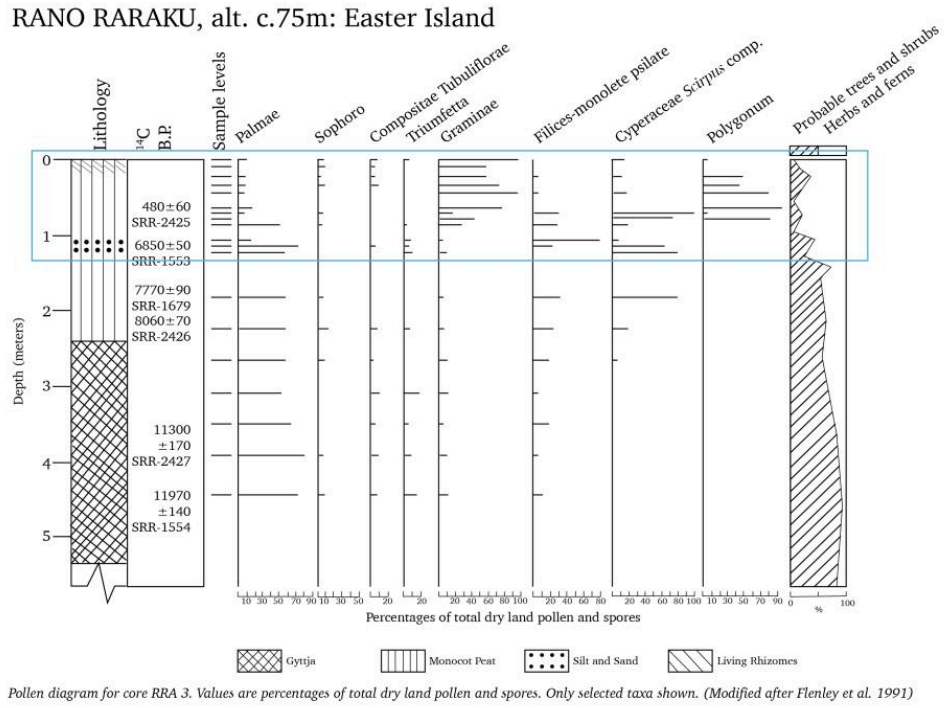 RANO RARAKU, alt. c.75m: Easter Island
Lithology
¹⁴C
B.P.
Sample levels
Palmae
Sophoro
Compositae Tubuliflorae
Triumfetta
Graminae
Filices-monolete psilate
Cyperaceae Scirpus comp.
Polygonum
Probable trees and shrubs
Herbs and ferns
0
480±60
SRR-2425
1
6850±50
SRR-1553
7770±90
SRR-1679
2
8060±70
SRR-2426
Depth (meters)
3
11300
±170
SRR-2427
4
11970
±140
SRR-1554
5
10 30 50 70 90
10 30 50
20
20
20 40 60 80 100
20 40 60 80
20 40 60 80 100
10 30 50 70 90
0 % 100
Percentages of total dry land pollen and spores
Gyttja
Monocot Peat
Silt and Sand
Living Rhizomes
Pollen diagram for core RRA 3. Values are percentages of total dry land pollen and spores. Only selected taxa shown. (Modified after Flenley et al. 1991)